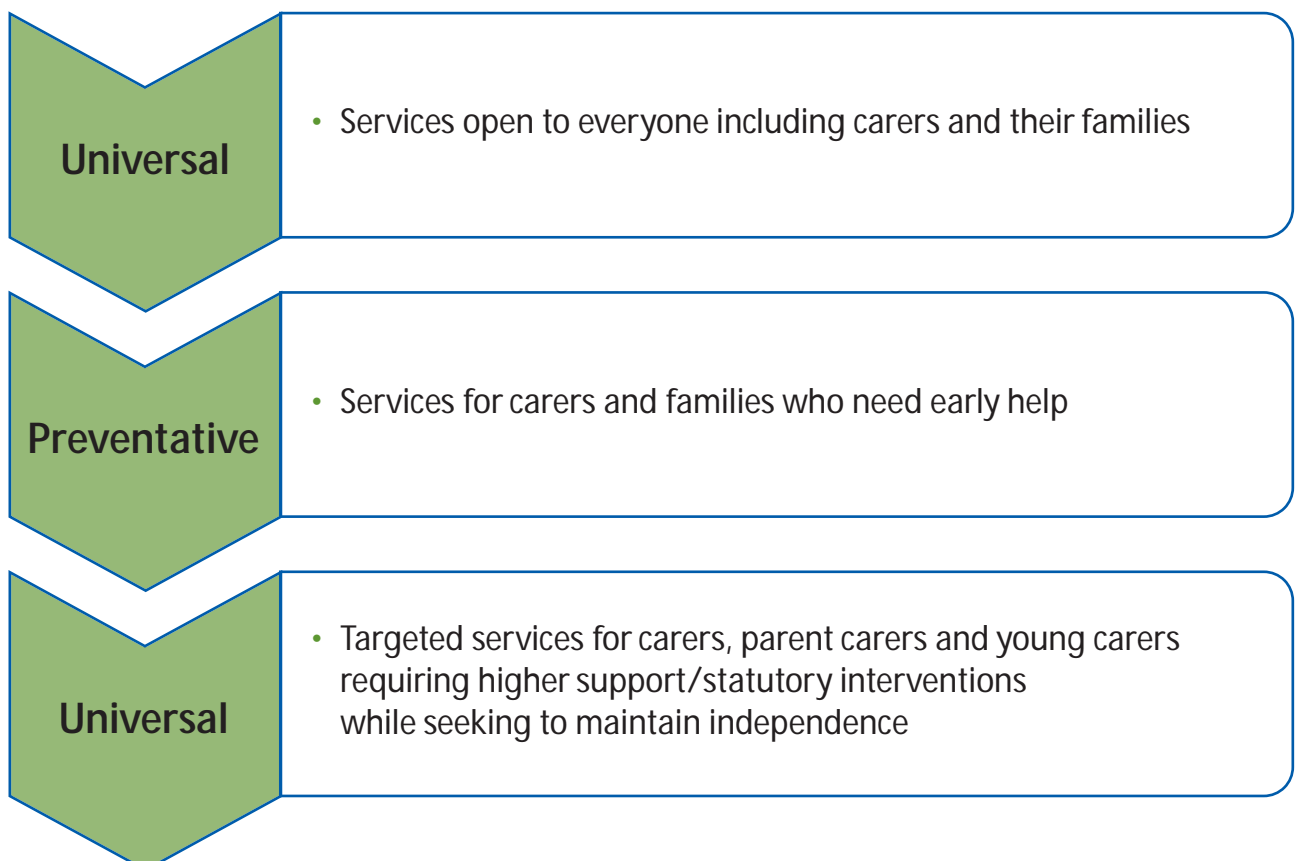 Universal
• Services open to everyone including carers and their families
Preventative
• Services for carers and families who need early help
Universal
• Targeted services for carers, parent carers and young carers
requiring higher support/statutory interventions
while seeking to maintain independence